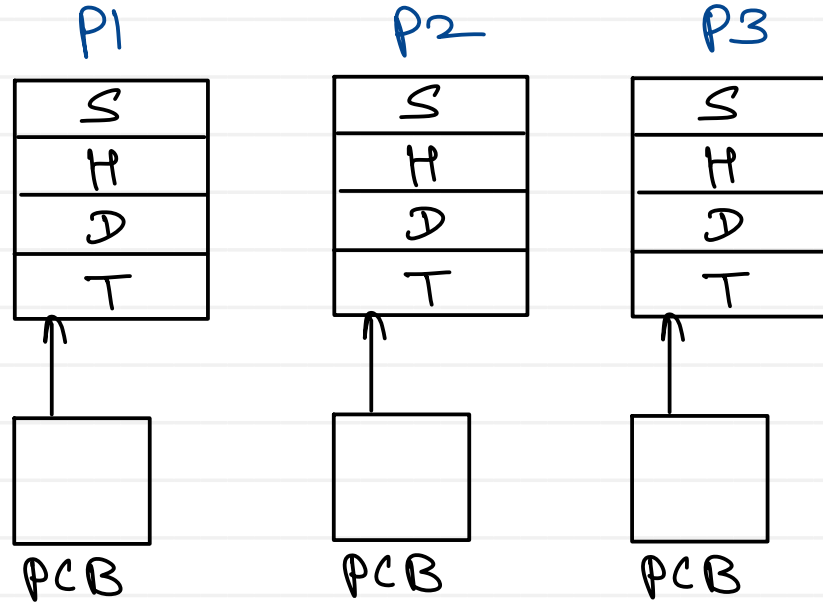 P1 P2 P3
S S S
H H H
D D D
T T T
PCB PCB PCB